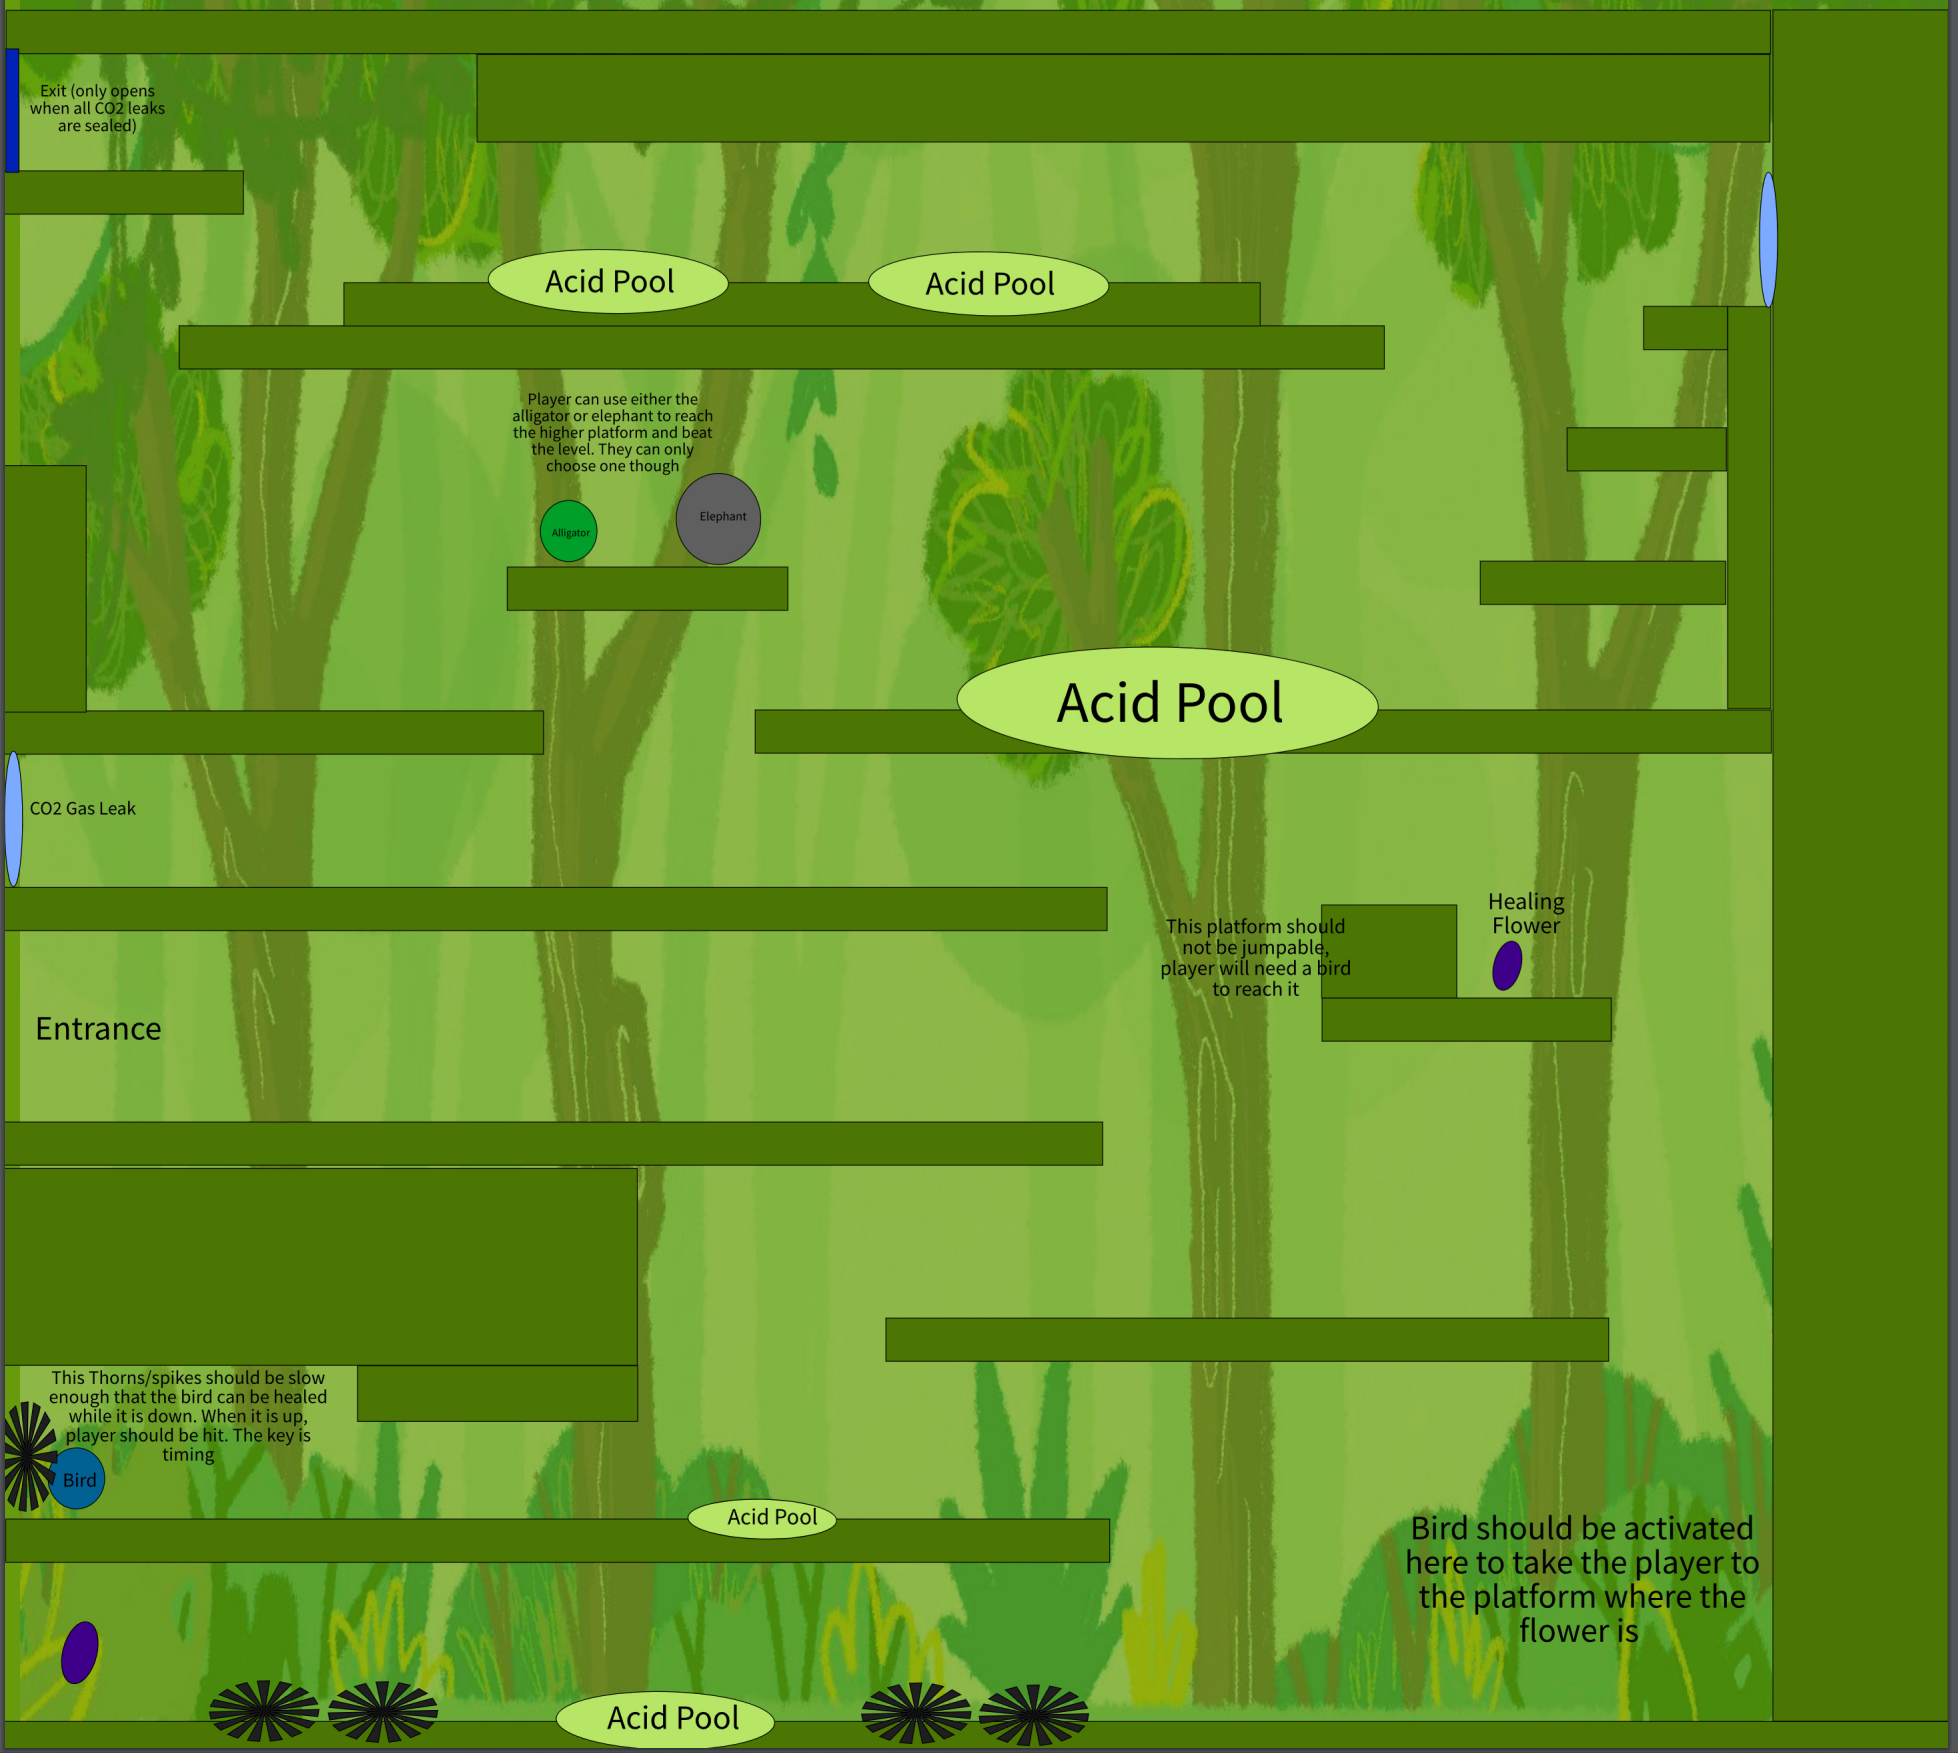 Exit (only opens
when all CO2 leaks
are sealed)
Acid Pool
Acid Pool
Player can use either the
alligator or elephant to reach
the higher platform and beat
the level. They can only
choose one though
Alligator
Elephant
Acid Pool
CO2 Gas Leak
Healing
Flower
This platform should
not be jumpable,
player will need a bird
to reach it
Entrance
This Thorns/spikes should be slow
enough that the bird can be healed
while it is down. When it is up,
player should be hit. The key is
timing
Bird
Acid Pool
Bird should be activated
here to take the player to
the platform where the
flower is
Acid Pool